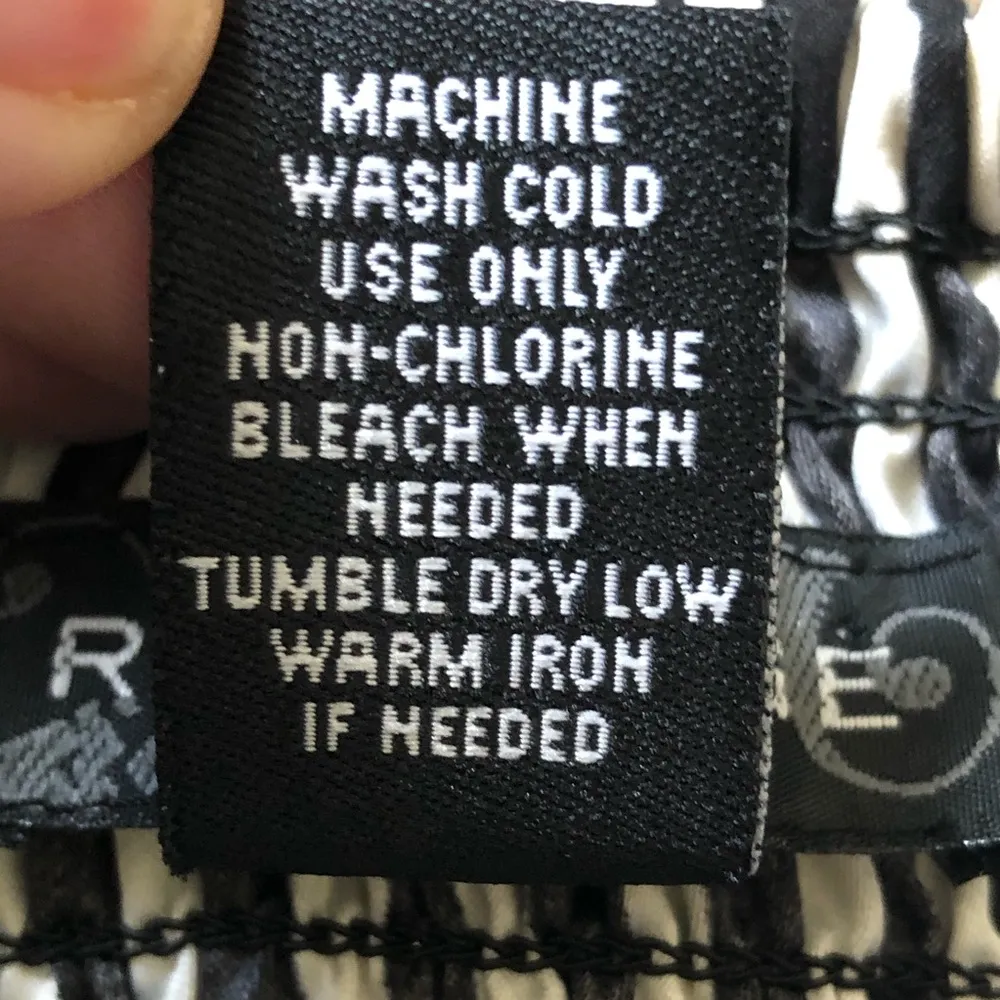 MACHINE
WASH COLD
USE ONLY
NON-CHLORINE
BLEACH WHEN
NEEDED
TUMBLE DRY LOW
WARM IRON
IF NEEDED
R
E